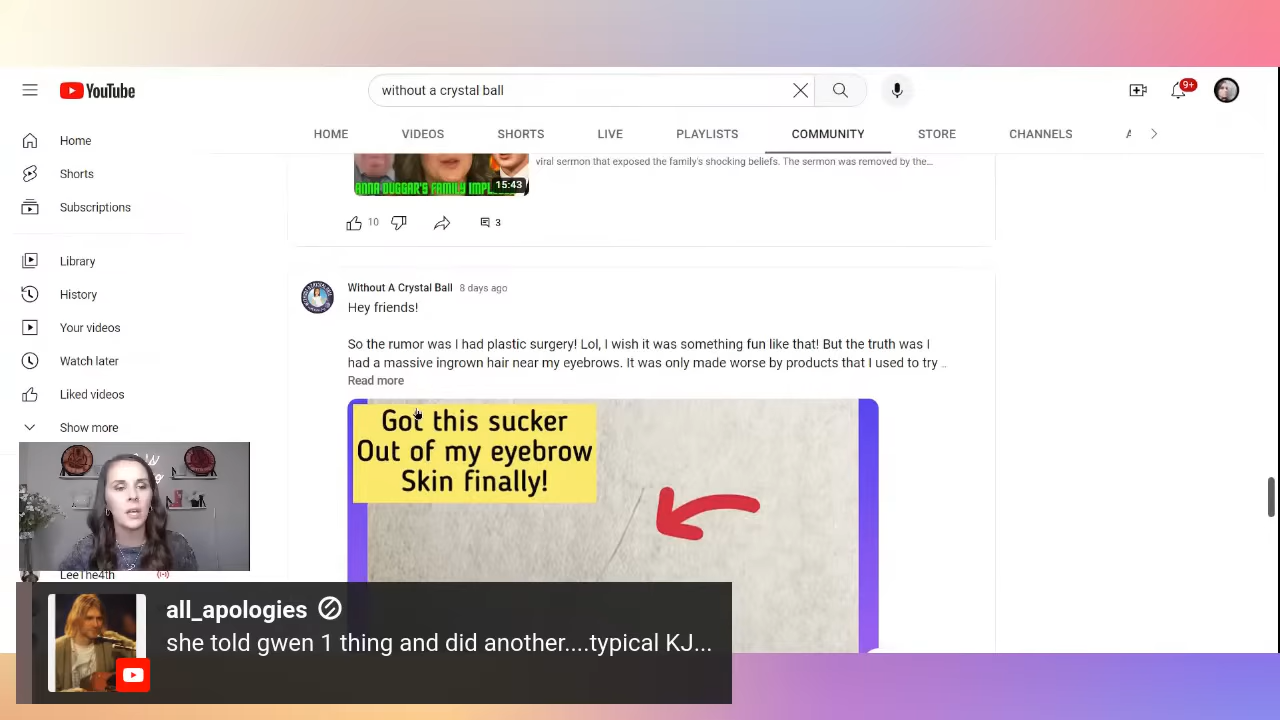 YouTube
without a crystal ball
9+
HOME
VIDEOS
SHORTS
LIVE
PLAYLISTS
COMMUNITY
STORE
CHANNELS
Home
Shorts
Subscriptions
Library
History
Your videos
Watch later
Liked videos
Show more
LeeThe4th
viral sermon that exposed the family's shocking beliefs. The sermon was removed by the...
15:43
10
3
Without A Crystal Ball 8 days ago
Hey friends!
So the rumor was I had plastic surgery! Lol, I wish it was something fun like that! But the truth was I
had a massive ingrown hair near my eyebrows. It was only made worse by products that I used to try ..
Read more
Got this sucker
Out of my eyebrow
Skin finally!
all_apologies
she told gwen 1 thing and did another....typical KJ...